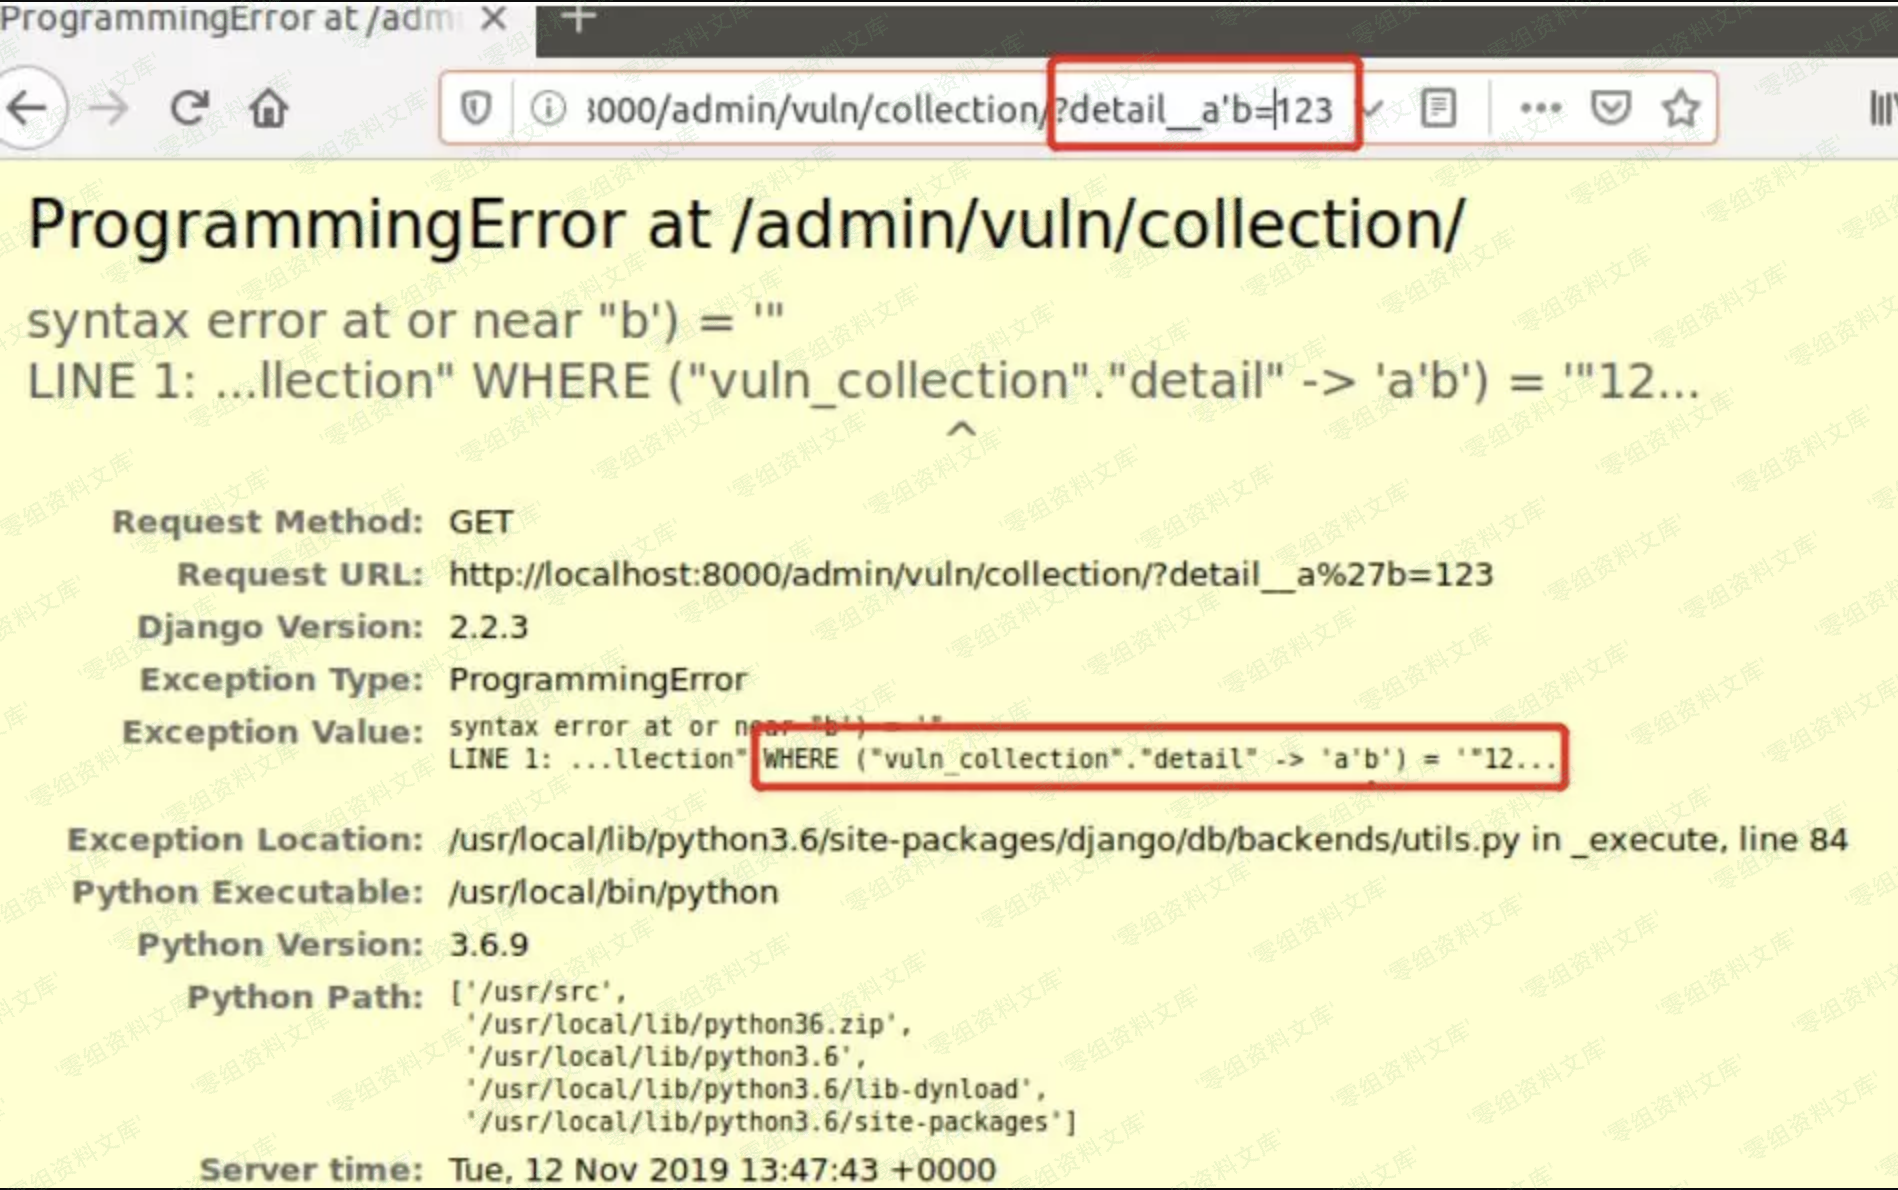 ProgrammingError at /adm
3000/admin/vuln/collection/?detail__a'b=123
ProgrammingError at /admin/vuln/collection/
syntax error at or near "b') = '"
LINE 1: ...llection" WHERE ("vuln_collection"."detail" -> 'a'b') = '"12...
^
Request Method: GET
Request URL: http://localhost:8000/admin/vuln/collection/?detail__a%27b=123
Django Version: 2.2.3
Exception Type: ProgrammingError
Exception Value: syntax error at or near "b') = '"
LINE 1: ...llection" WHERE ("vuln_collection"."detail" -> 'a'b') = '"12...
Exception Location: /usr/local/lib/python3.6/site-packages/django/db/backends/utils.py in _execute, line 84
Python Executable: /usr/local/bin/python
Python Version: 3.6.9
Python Path: ['/usr/src',
'/usr/local/lib/python36.zip',
'/usr/local/lib/python3.6',
'/usr/local/lib/python3.6/lib-dynload',
'/usr/local/lib/python3.6/site-packages']
Server time: Tue, 12 Nov 2019 13:47:43 +0000
'零组资料文库'